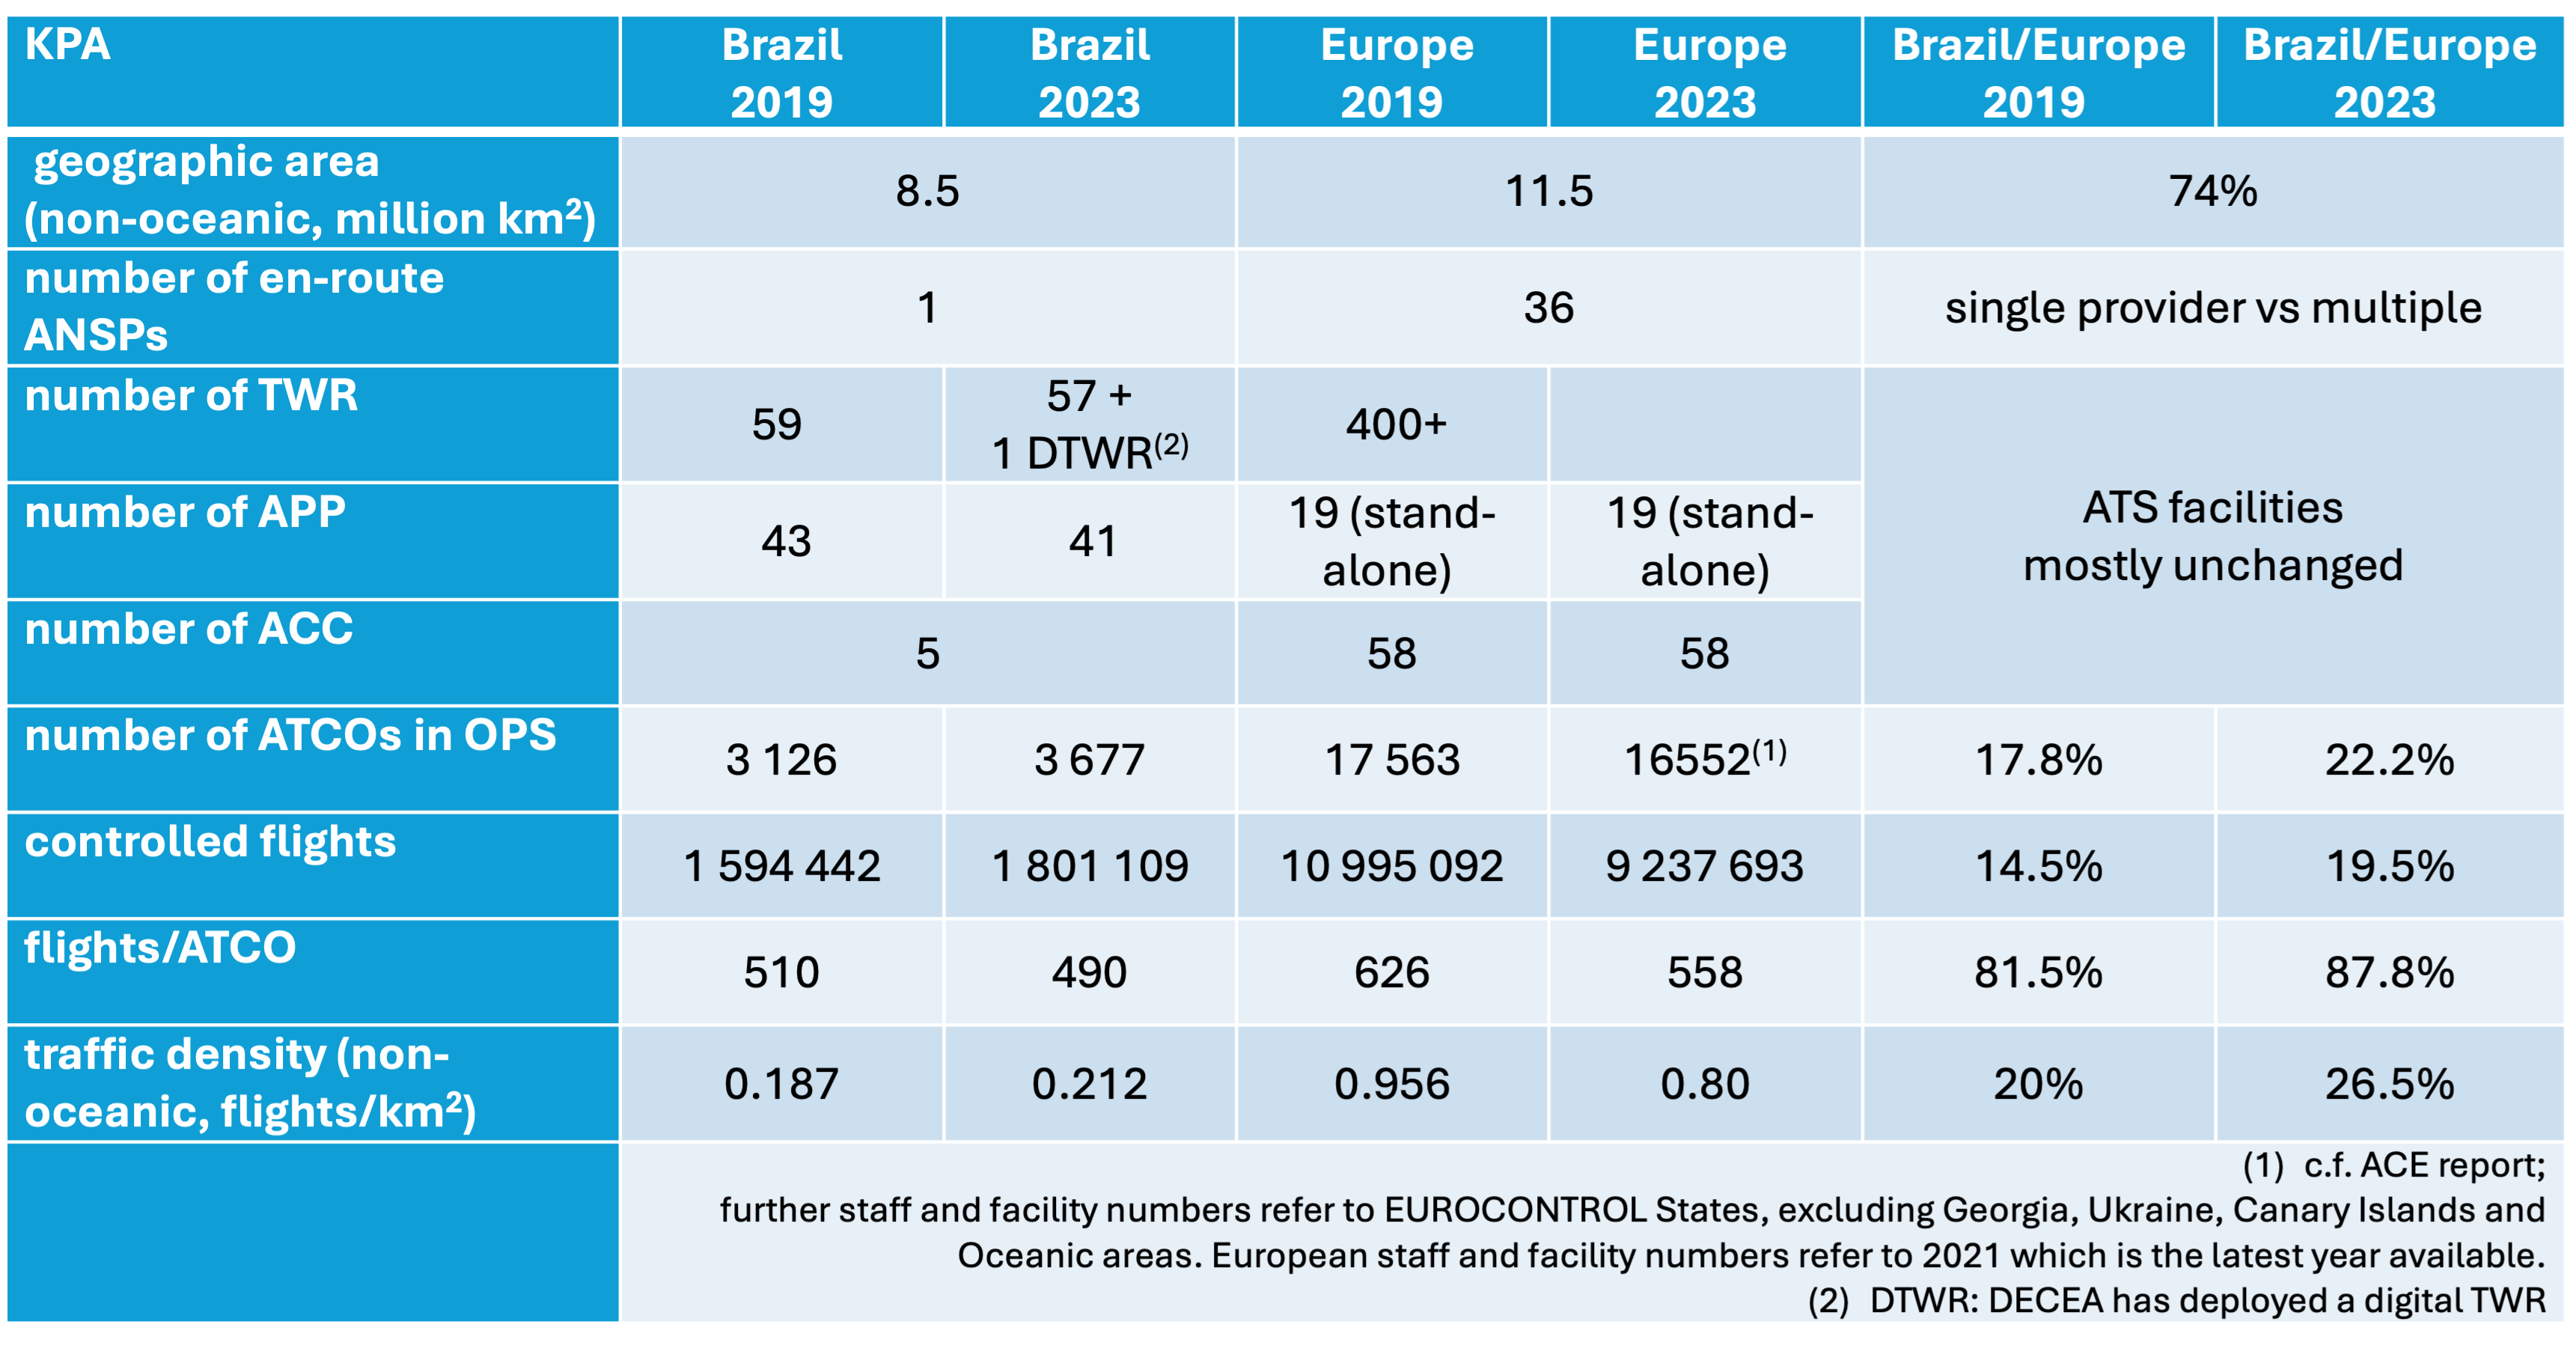 KPA
Brazil
2019
Brazil
2023
Europe
2019
Europe
2023
Brazil/Europe
2019
Brazil/Europe
2023
geographic area
(non-oceanic, million km²)
8.5
11.5
74%
number of en-route
ANSPs
1
36
single provider vs multiple
number of TWR
59
57 +
1 DTWR(2)
400+
ATS facilities
mostly unchanged
number of APP
43
41
19 (stand-
alone)
19 (stand-
alone)
number of ACC
5
58
58
number of ATCOs in OPS
3 126
3 677
17 563
16552(1)
17.8%
22.2%
controlled flights
1 594 442
1 801 109
10 995 092
9 237 693
14.5%
19.5%
flights/ATCO
510
490
626
558
81.5%
87.8%
traffic density (non-
oceanic, flights/km²)
0.187
0.212
0.956
0.80
20%
26.5%
(1) c.f. ACE report;
further staff and facility numbers refer to EUROCONTROL States, excluding Georgia, Ukraine, Canary Islands and
Oceanic areas. European staff and facility numbers refer to 2021 which is the latest year available.
(2) DTWR: DECEA has deployed a digital TWR